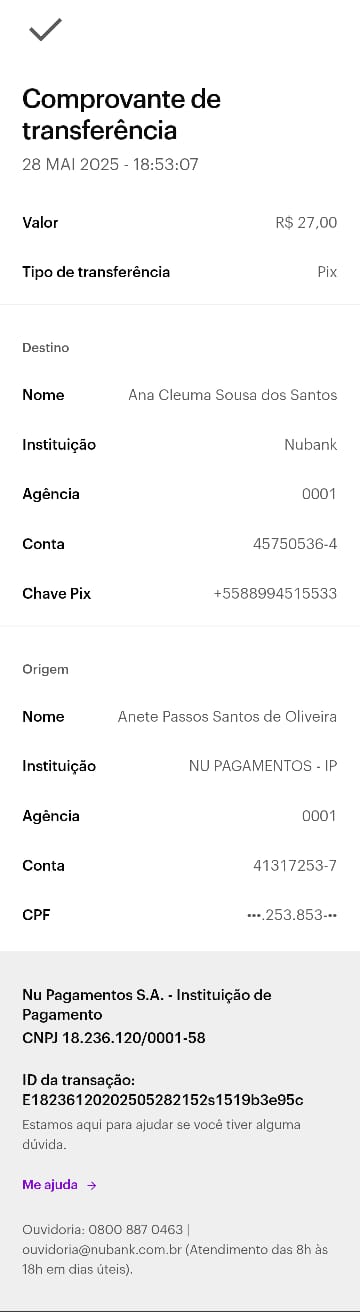 Comprovante de
transferência
28 MAI 2025 - 18:53:07
Valor R$ 27,00
Tipo de transferência Pix
Destino
Nome Ana Cleuma Sousa dos Santos
Instituição Nubank
Agência 0001
Conta 45750536-4
Chave Pix +5588994515533
Origem
Nome Anete Passos Santos de Oliveira
Instituição NU PAGAMENTOS - IP
Agência 0001
Conta 41317253-7
CPF •••.253.853-••
Nu Pagamentos S.A. - Instituição de
Pagamento
CNPJ 18.236.120/0001-58
ID da transação:
E18236120202505282152s1519b3e95c
Estamos aqui para ajudar se você tiver alguma
dúvida.
Me ajuda →
Ouvidoria: 0800 887 0463 |
ouvidoria@nubank.com.br (Atendimento das 8h às
18h em dias úteis).